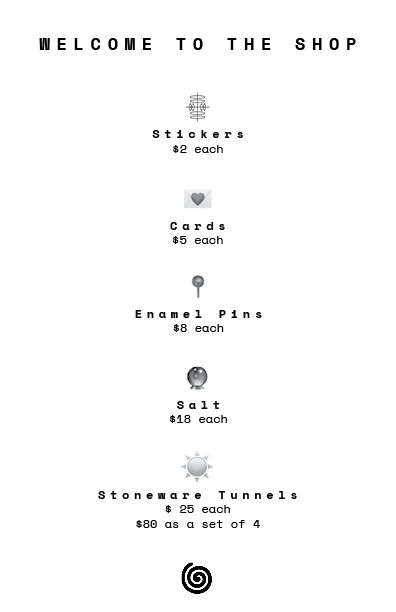 WELCOME TO THE SHOP
Stickers
$2 each
Cards
$5 each
Enamel Pins
$8 each
Salt
$18 each
Stoneware Tunnels
$ 25 each
$80 as a set of 4